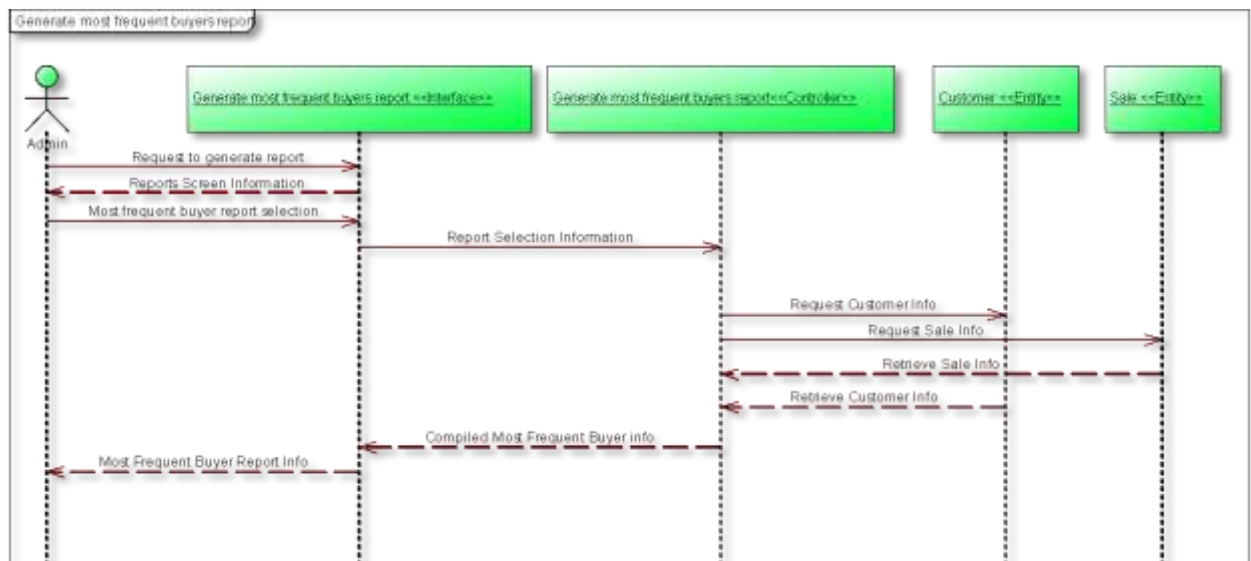 Generate most frequent buyers report
Generate most frequent buyers report <<Interface>>
Generate most frequent buyers report<<Controller>>
Customer <<Entity>>
Sale <<Entity>>
Admin
Request to generate report
Reports Screen Information
Most frequent buyer report selection
Report Selection Information
Request Customer Info
Request Sale Info
Retrieve Sale Info
Retrieve Customer Info
Compiled Most Frequent Buyer info
Most Frequent Buyer Report Info